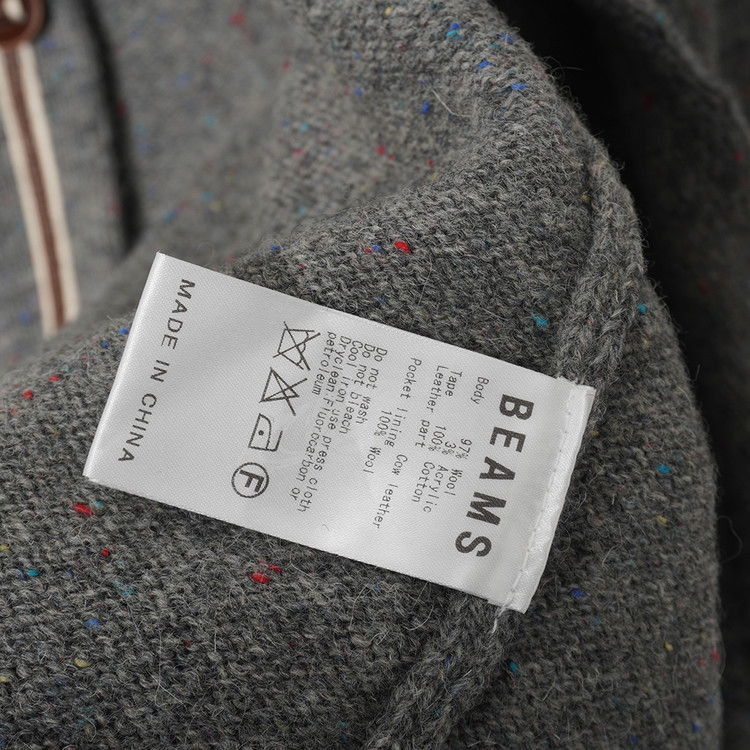 BEAMS
Body 97% Wool
3% Acrylic
Tape 100% Cotton
Leather part Cow leather
Pocket lining 100% Wool
Do not wash
Do not bleach
Cool iron use press cloth
Dryclean:Fluorocarbon or
petroleum
F
MADE IN CHINA